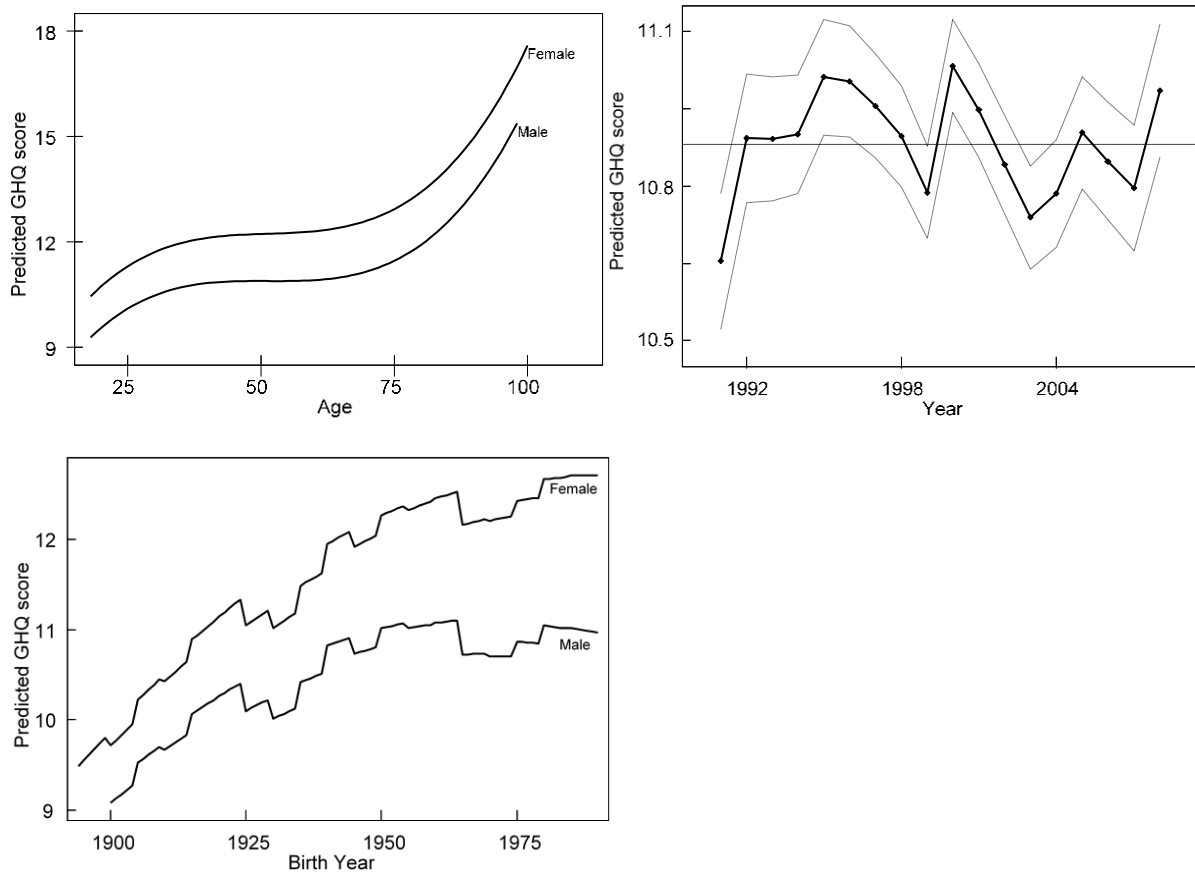 Predicted GHQ score
18
15
12
9
Female
Male
25 50 75 100
Age
Predicted GHQ score
11.1
10.8
10.5
1992 1998 2004
Year
Predicted GHQ score
12
11
10
9
Female
Male
1900 1925 1950 1975
Birth Year